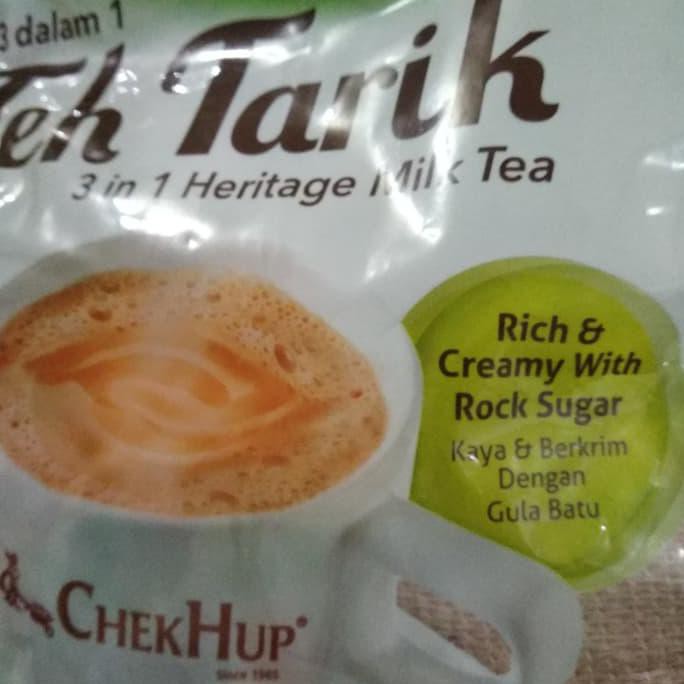 3 dalam 1
Teh Tarik
3 in 1 Heritage Milk Tea
Rich &
Creamy With
Rock Sugar
Kaya & Berkrim
Dengan
Gula Batu
CHEKHUP®
Since 1965